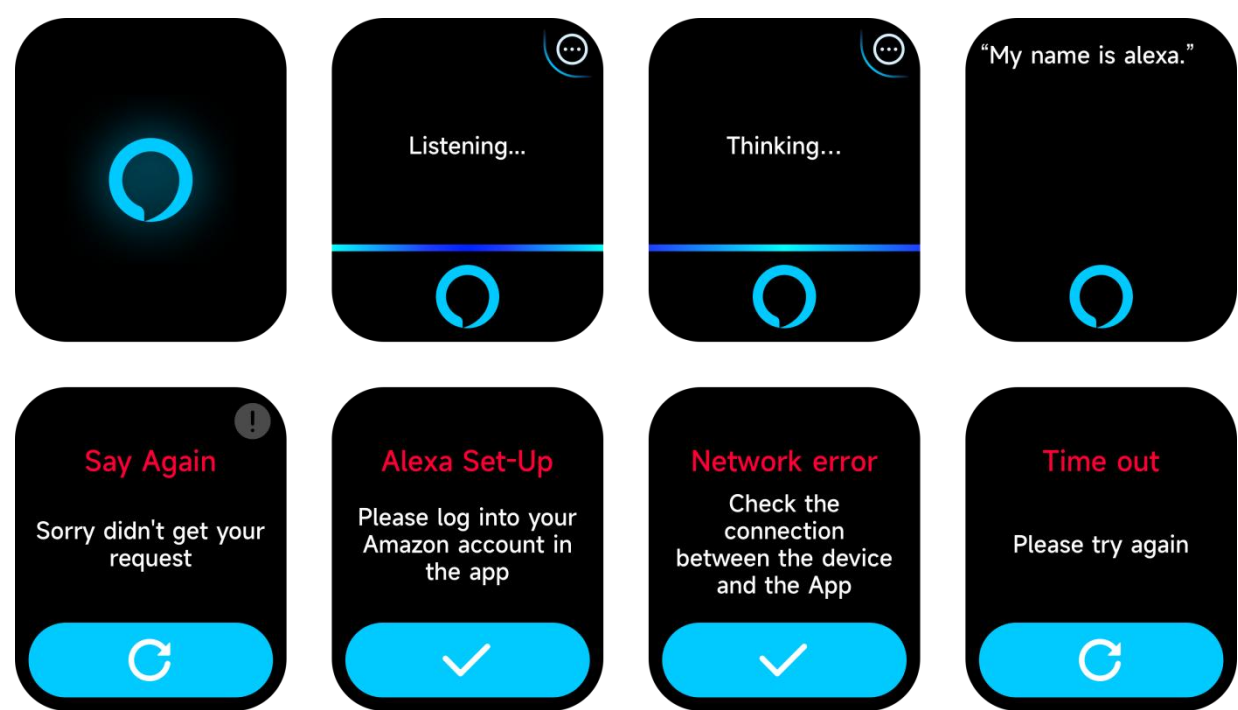 “My name is alexa.”
Listening...
Thinking...
Say Again
Sorry didn't get your
request
Alexa Set-Up
Please log into your
Amazon account in
the app
Network error
Check the
connection
between the device
and the App
Time out
Please try again